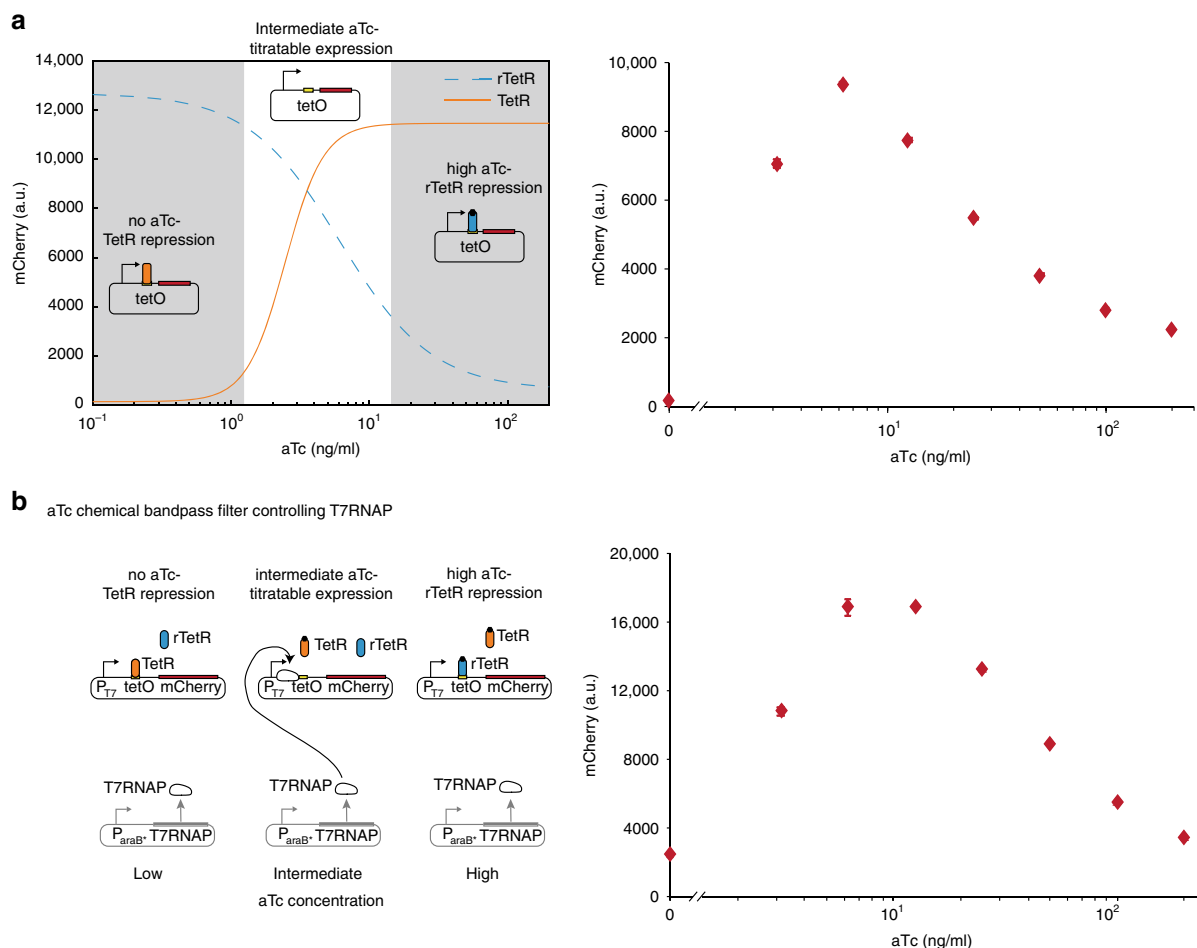 a
Intermediate aTc-
titratable expression
14,000
12,000
10,000
8000
6000
4000
2000
0
mCherry (a.u.)
rTetR
TetR
tetO
no aTc-
TetR repression
tetO
high aTc-
rTetR repression
tetO
10⁻¹
10⁰
10¹
10²
aTc (ng/ml)
10,000
8000
6000
4000
2000
0
mCherry (a.u.)
0
10¹
10²
aTc (ng/ml)
b
aTc chemical bandpass filter controlling T7RNAP
no aTc-
TetR repression
intermediate aTc-
titratable expression
high aTc-
rTetR repression
rTetR
TetR
P_T7 tetO mCherry
TetR
rTetR
P_T7 tetO mCherry
TetR
rTetR
P_T7 tetO mCherry
T7RNAP
P_araB* T7RNAP
T7RNAP
P_araB* T7RNAP
T7RNAP
P_araB* T7RNAP
Low
Intermediate
High
aTc concentration
20,000
16,000
12,000
8000
4000
0
mCherry (a.u.)
0
10¹
10²
aTc (ng/ml)